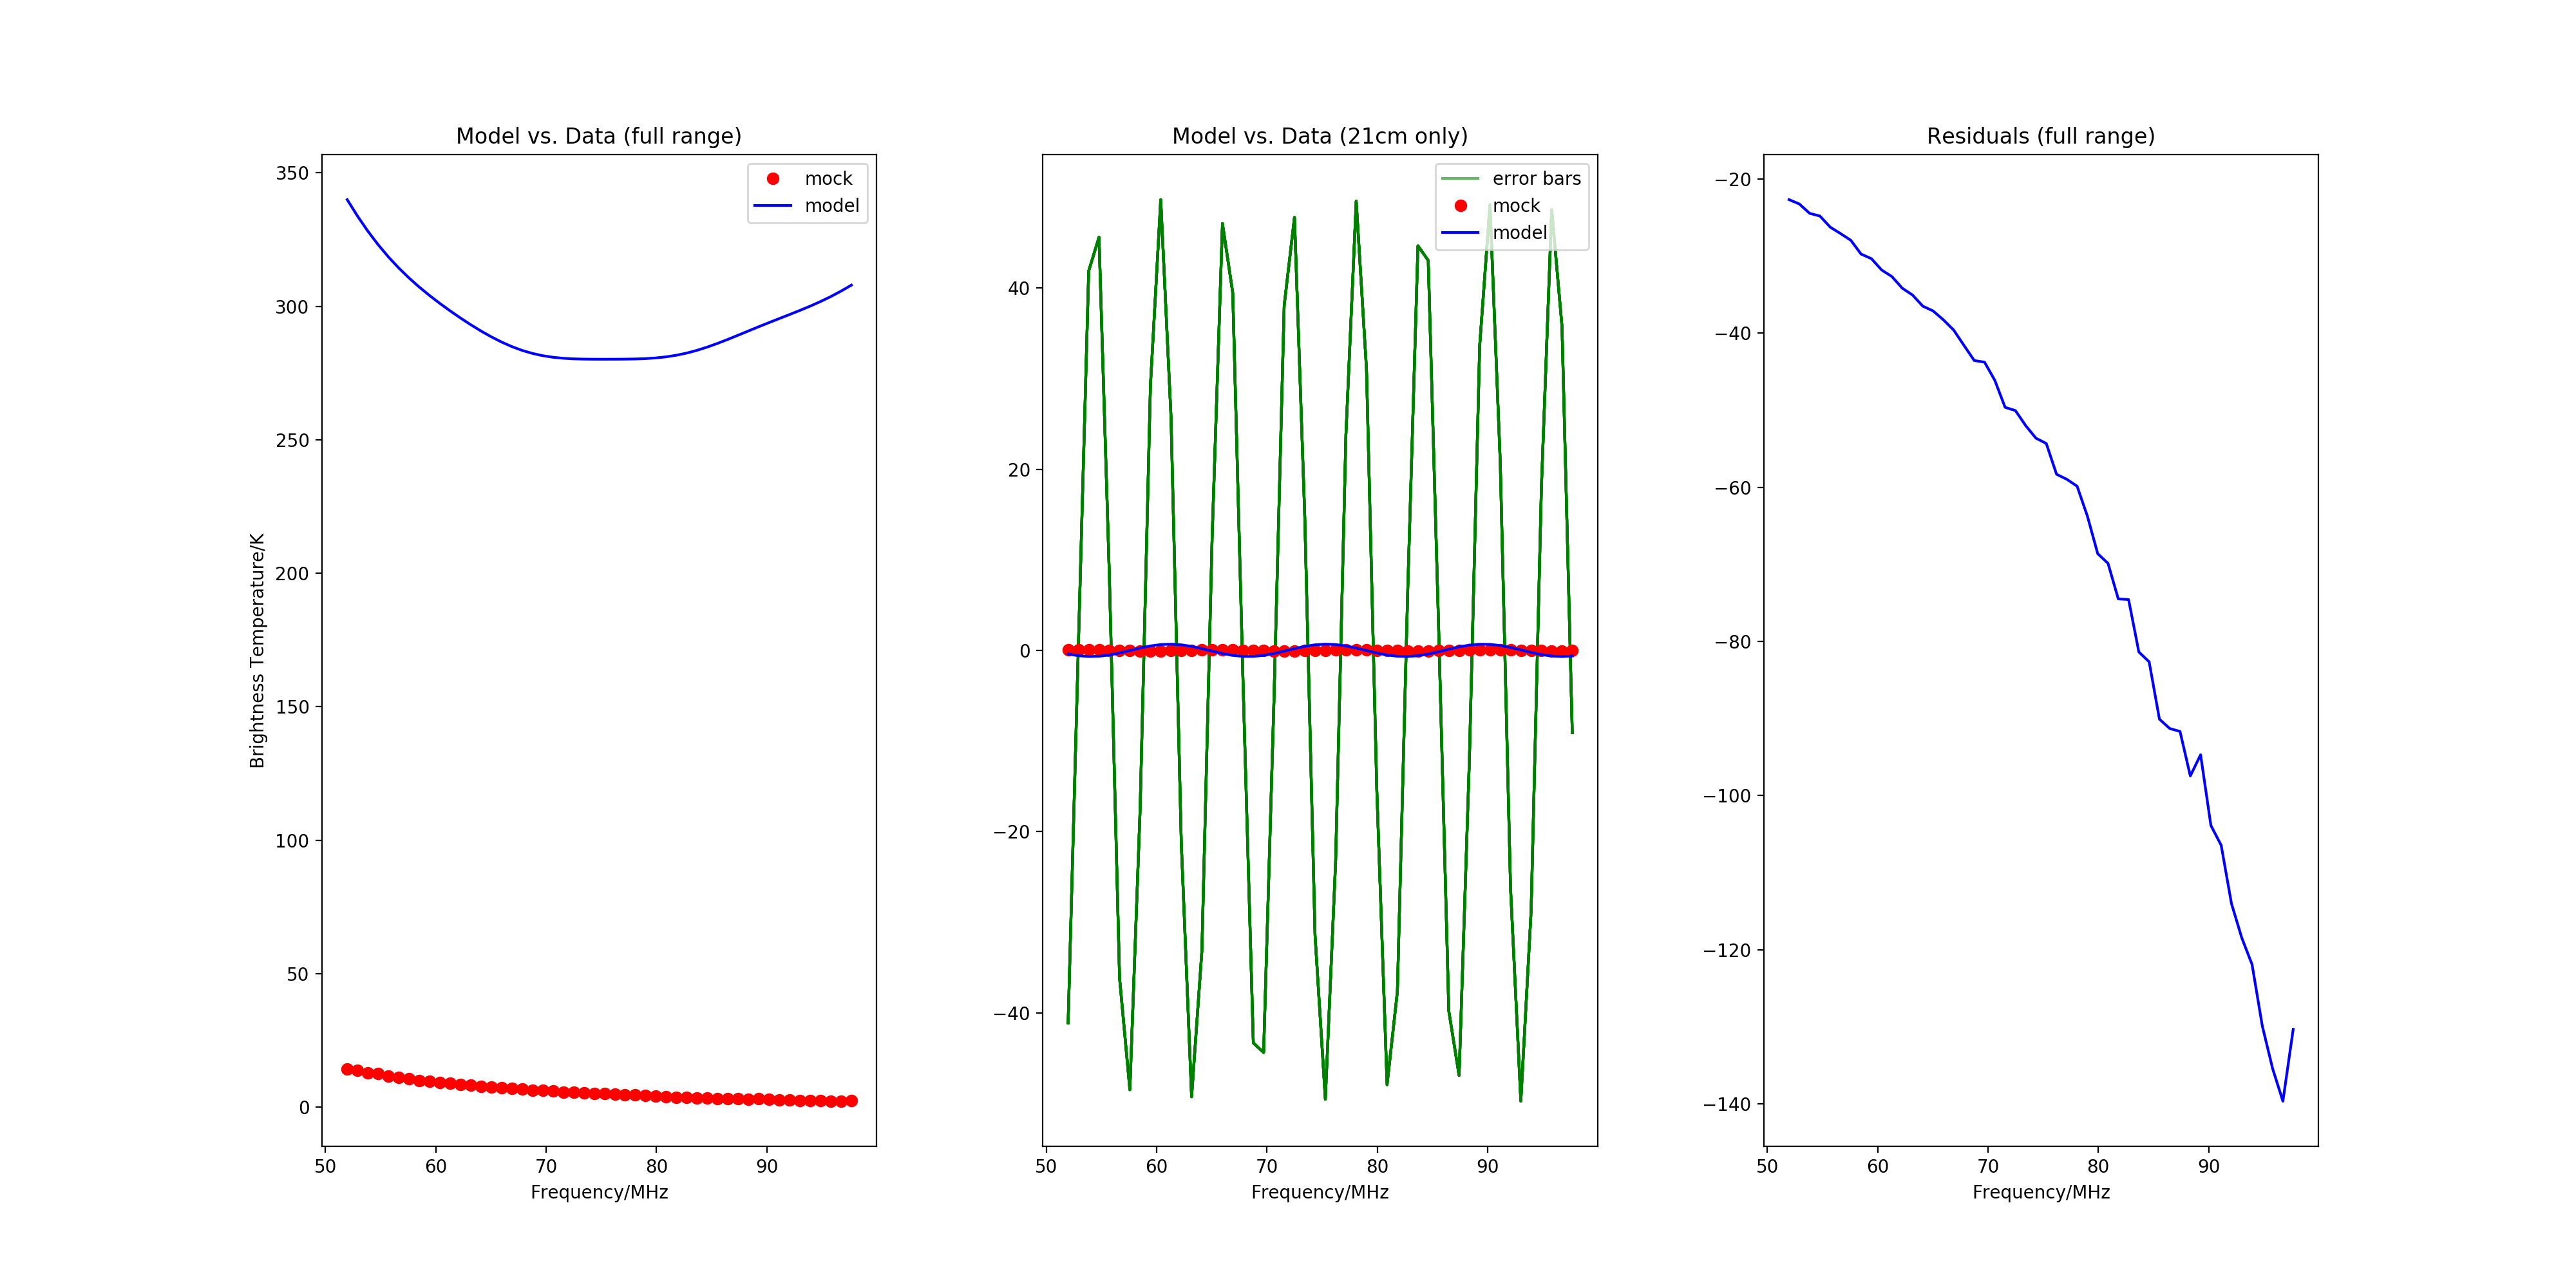 Model vs. Data (full range)
350
300
250
200
150
100
50
0
Brightness Temperature/K
50 60 70 80 90
Frequency/MHz
mock
model
Model vs. Data (21cm only)
40
20
0
−20
−40
50 60 70 80 90
Frequency/MHz
error bars
mock
model
Residuals (full range)
−20
−40
−60
−80
−100
−120
−140
50 60 70 80 90
Frequency/MHz